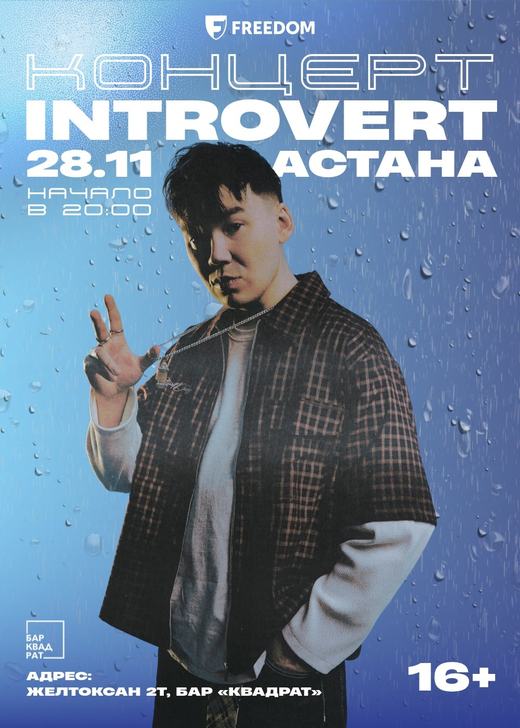 FREEDOM
КОНЦЕРТ
INTROVERT
28.11 АСТАНА
НАЧАЛО
В 20:00
БАР
КВАД
РАТ
АДРЕС:
ЖЕЛТОКСАН 2Т, БАР «КВАДРАТ»
16+